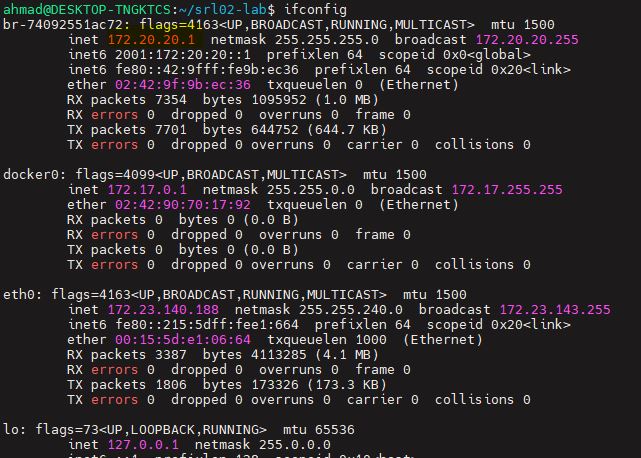 ahmad@DESKTOP-TNGKTCS:~/srl02-lab$ ifconfig
br-74092551ac72: flags=4163<UP,BROADCAST,RUNNING,MULTICAST>  mtu 1500
inet 172.20.20.1  netmask 255.255.255.0  broadcast 172.20.20.255
inet6 2001:172:20:20::1  prefixlen 64  scopeid 0x0<global>
inet6 fe80::42:9fff:fe9b:ec36  prefixlen 64  scopeid 0x20<link>
ether 02:42:9f:9b:ec:36  txqueuelen 0  (Ethernet)
RX packets 7354  bytes 1095952 (1.0 MB)
RX errors 0  dropped 0 overruns 0  frame 0
TX packets 7701  bytes 644752 (644.7 KB)
TX errors 0  dropped 0 overruns 0  carrier 0  collisions 0
docker0: flags=4099<UP,BROADCAST,MULTICAST>  mtu 1500
inet 172.17.0.1  netmask 255.255.0.0  broadcast 172.17.255.255
ether 02:42:90:70:17:92  txqueuelen 0  (Ethernet)
RX packets 0  bytes 0 (0.0 B)
RX errors 0  dropped 0 overruns 0  frame 0
TX packets 0  bytes 0 (0.0 B)
TX errors 0  dropped 0 overruns 0  carrier 0  collisions 0
eth0: flags=4163<UP,BROADCAST,RUNNING,MULTICAST>  mtu 1500
inet 172.23.140.188  netmask 255.255.240.0  broadcast 172.23.143.255
inet6 fe80::215:5dff:fee1:664  prefixlen 64  scopeid 0x20<link>
ether 00:15:5d:e1:06:64  txqueuelen 1000  (Ethernet)
RX packets 3387  bytes 4113285 (4.1 MB)
RX errors 0  dropped 0 overruns 0  frame 0
TX packets 1806  bytes 173326 (173.3 KB)
TX errors 0  dropped 0 overruns 0  carrier 0  collisions 0
lo: flags=73<UP,LOOPBACK,RUNNING>  mtu 65536
inet 127.0.0.1  netmask 255.0.0.0